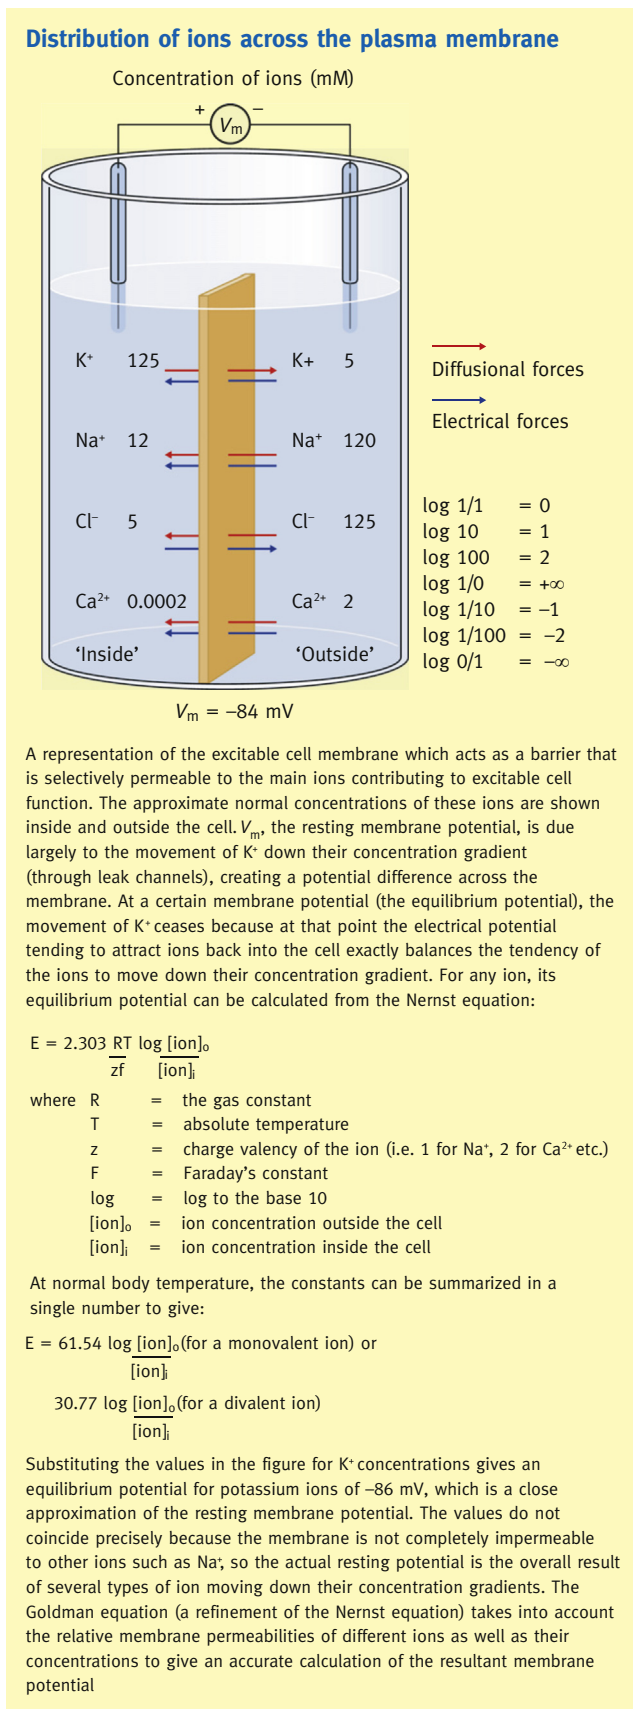 Distribution of ions across the plasma membrane
Concentration of ions (mM)
+ Vm –
K⁺ 125 K+ 5
Na⁺ 12 Na⁺ 120
Cl⁻ 5 Cl⁻ 125
Ca²⁺ 0.0002 Ca²⁺ 2
‘Inside’ ‘Outside’
Vm = –84 mV
Diffusional forces
Electrical forces
log 1/1 = 0
log 10 = 1
log 100 = 2
log 1/0 = +∞
log 1/10 = –1
log 1/100 = –2
log 0/1 = –∞
A representation of the excitable cell membrane which acts as a barrier that
is selectively permeable to the main ions contributing to excitable cell
function. The approximate normal concentrations of these ions are shown
inside and outside the cell. Vm, the resting membrane potential, is due
largely to the movement of K⁺ down their concentration gradient
(through leak channels), creating a potential difference across the
membrane. At a certain membrane potential (the equilibrium potential), the
movement of K⁺ ceases because at that point the electrical potential
tending to attract ions back into the cell exactly balances the tendency of
the ions to move down their concentration gradient. For any ion, its
equilibrium potential can be calculated from the Nernst equation:
E = 2.303 RT log [ion]o
zf [ion]i
where R = the gas constant
T = absolute temperature
z = charge valency of the ion (i.e. 1 for Na⁺, 2 for Ca²⁺ etc.)
F = Faraday’s constant
log = log to the base 10
[ion]o = ion concentration outside the cell
[ion]i = ion concentration inside the cell
At normal body temperature, the constants can be summarized in a
single number to give:
E = 61.54 log [ion]o (for a monovalent ion) or
[ion]i
30.77 log [ion]o (for a divalent ion)
[ion]i
Substituting the values in the figure for K⁺ concentrations gives an
equilibrium potential for potassium ions of –86 mV, which is a close
approximation of the resting membrane potential. The values do not
coincide precisely because the membrane is not completely impermeable
to other ions such as Na⁺, so the actual resting potential is the overall result
of several types of ion moving down their concentration gradients. The
Goldman equation (a refinement of the Nernst equation) takes into account
the relative membrane permeabilities of different ions as well as their
concentrations to give an accurate calculation of the resultant membrane
potential